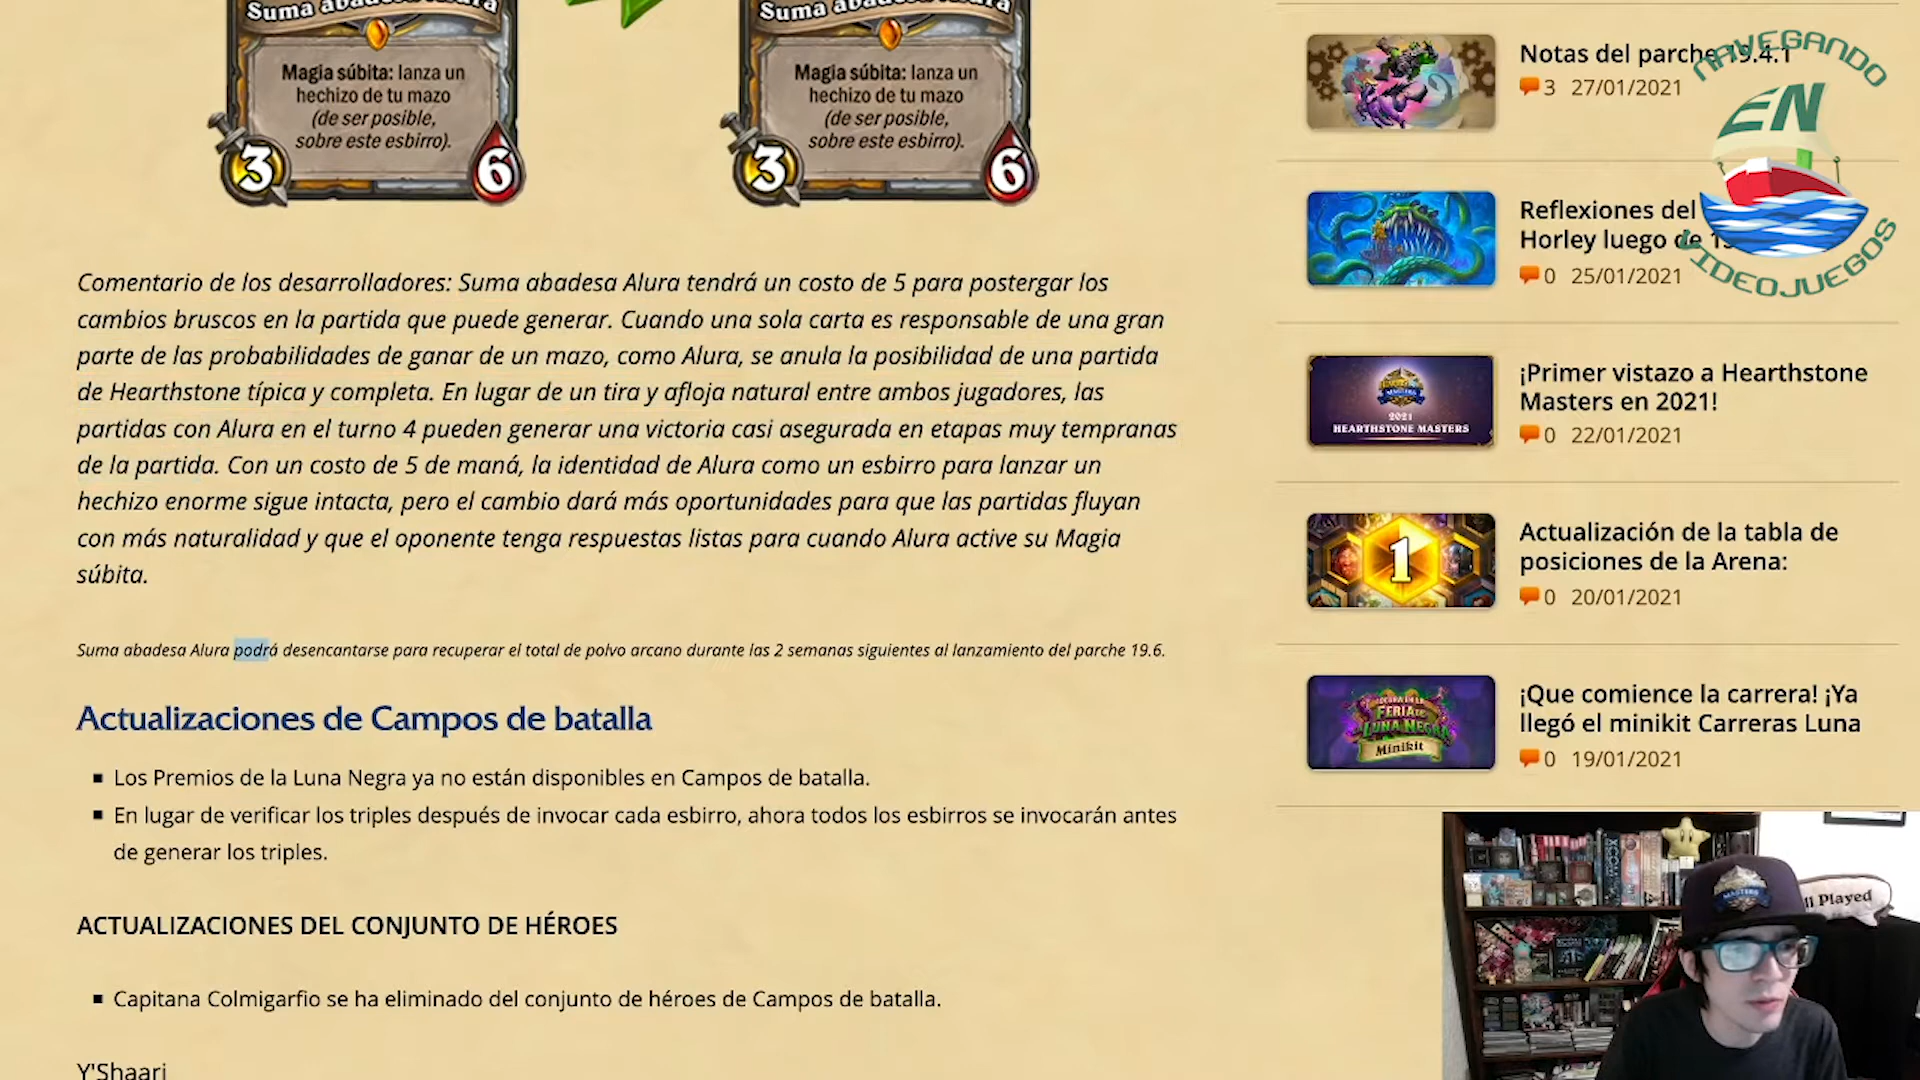 Suma abadesa Alura
Magia súbita: lanza un
hechizo de tu mazo
(de ser posible,
sobre este esbirro).
3
6
Suma abadesa Alura
Magia súbita: lanza un
hechizo de tu mazo
(de ser posible,
sobre este esbirro).
3
6
Comentario de los desarrolladores: Suma abadesa Alura tendrá un costo de 5 para postergar los
cambios bruscos en la partida que puede generar. Cuando una sola carta es responsable de una gran
parte de las probabilidades de ganar de un mazo, como Alura, se anula la posibilidad de una partida
de Hearthstone típica y completa. En lugar de un tira y afloja natural entre ambos jugadores, las
partidas con Alura en el turno 4 pueden generar una victoria casi asegurada en etapas muy tempranas
de la partida. Con un costo de 5 de maná, la identidad de Alura como un esbirro para lanzar un
hechizo enorme sigue intacta, pero el cambio dará más oportunidades para que las partidas fluyan
con más naturalidad y que el oponente tenga respuestas listas para cuando Alura active su Magia
súbita.
Suma abadesa Alura podrá desencantarse para recuperar el total de polvo arcano durante las 2 semanas siguientes al lanzamiento del parche 19.6.
Actualizaciones de Campos de batalla
Los Premios de la Luna Negra ya no están disponibles en Campos de batalla.
En lugar de verificar los triples después de invocar cada esbirro, ahora todos los esbirros se invocarán antes
de generar los triples.
ACTUALIZACIONES DEL CONJUNTO DE HÉROES
Capitana Colmigarfio se ha eliminado del conjunto de héroes de Campos de batalla.
Y'Shaarj
Notas del parche 19.4.1
3 27/01/2021
Reflexiones del
Horley luego de
0 25/01/2021
2021
HEARTHSTONE MASTERS
¡Primer vistazo a Hearthstone
Masters en 2021!
0 22/01/2021
1
Actualización de la tabla de
posiciones de la Arena:
0 20/01/2021
FERIA DE
LUNA NEGRA
Minikit
¡Que comience la carrera! ¡Ya
llegó el minikit Carreras Luna
0 19/01/2021
NAVEGANDO
EN
VIDEOJUEGOS
MASTERS
ll Played